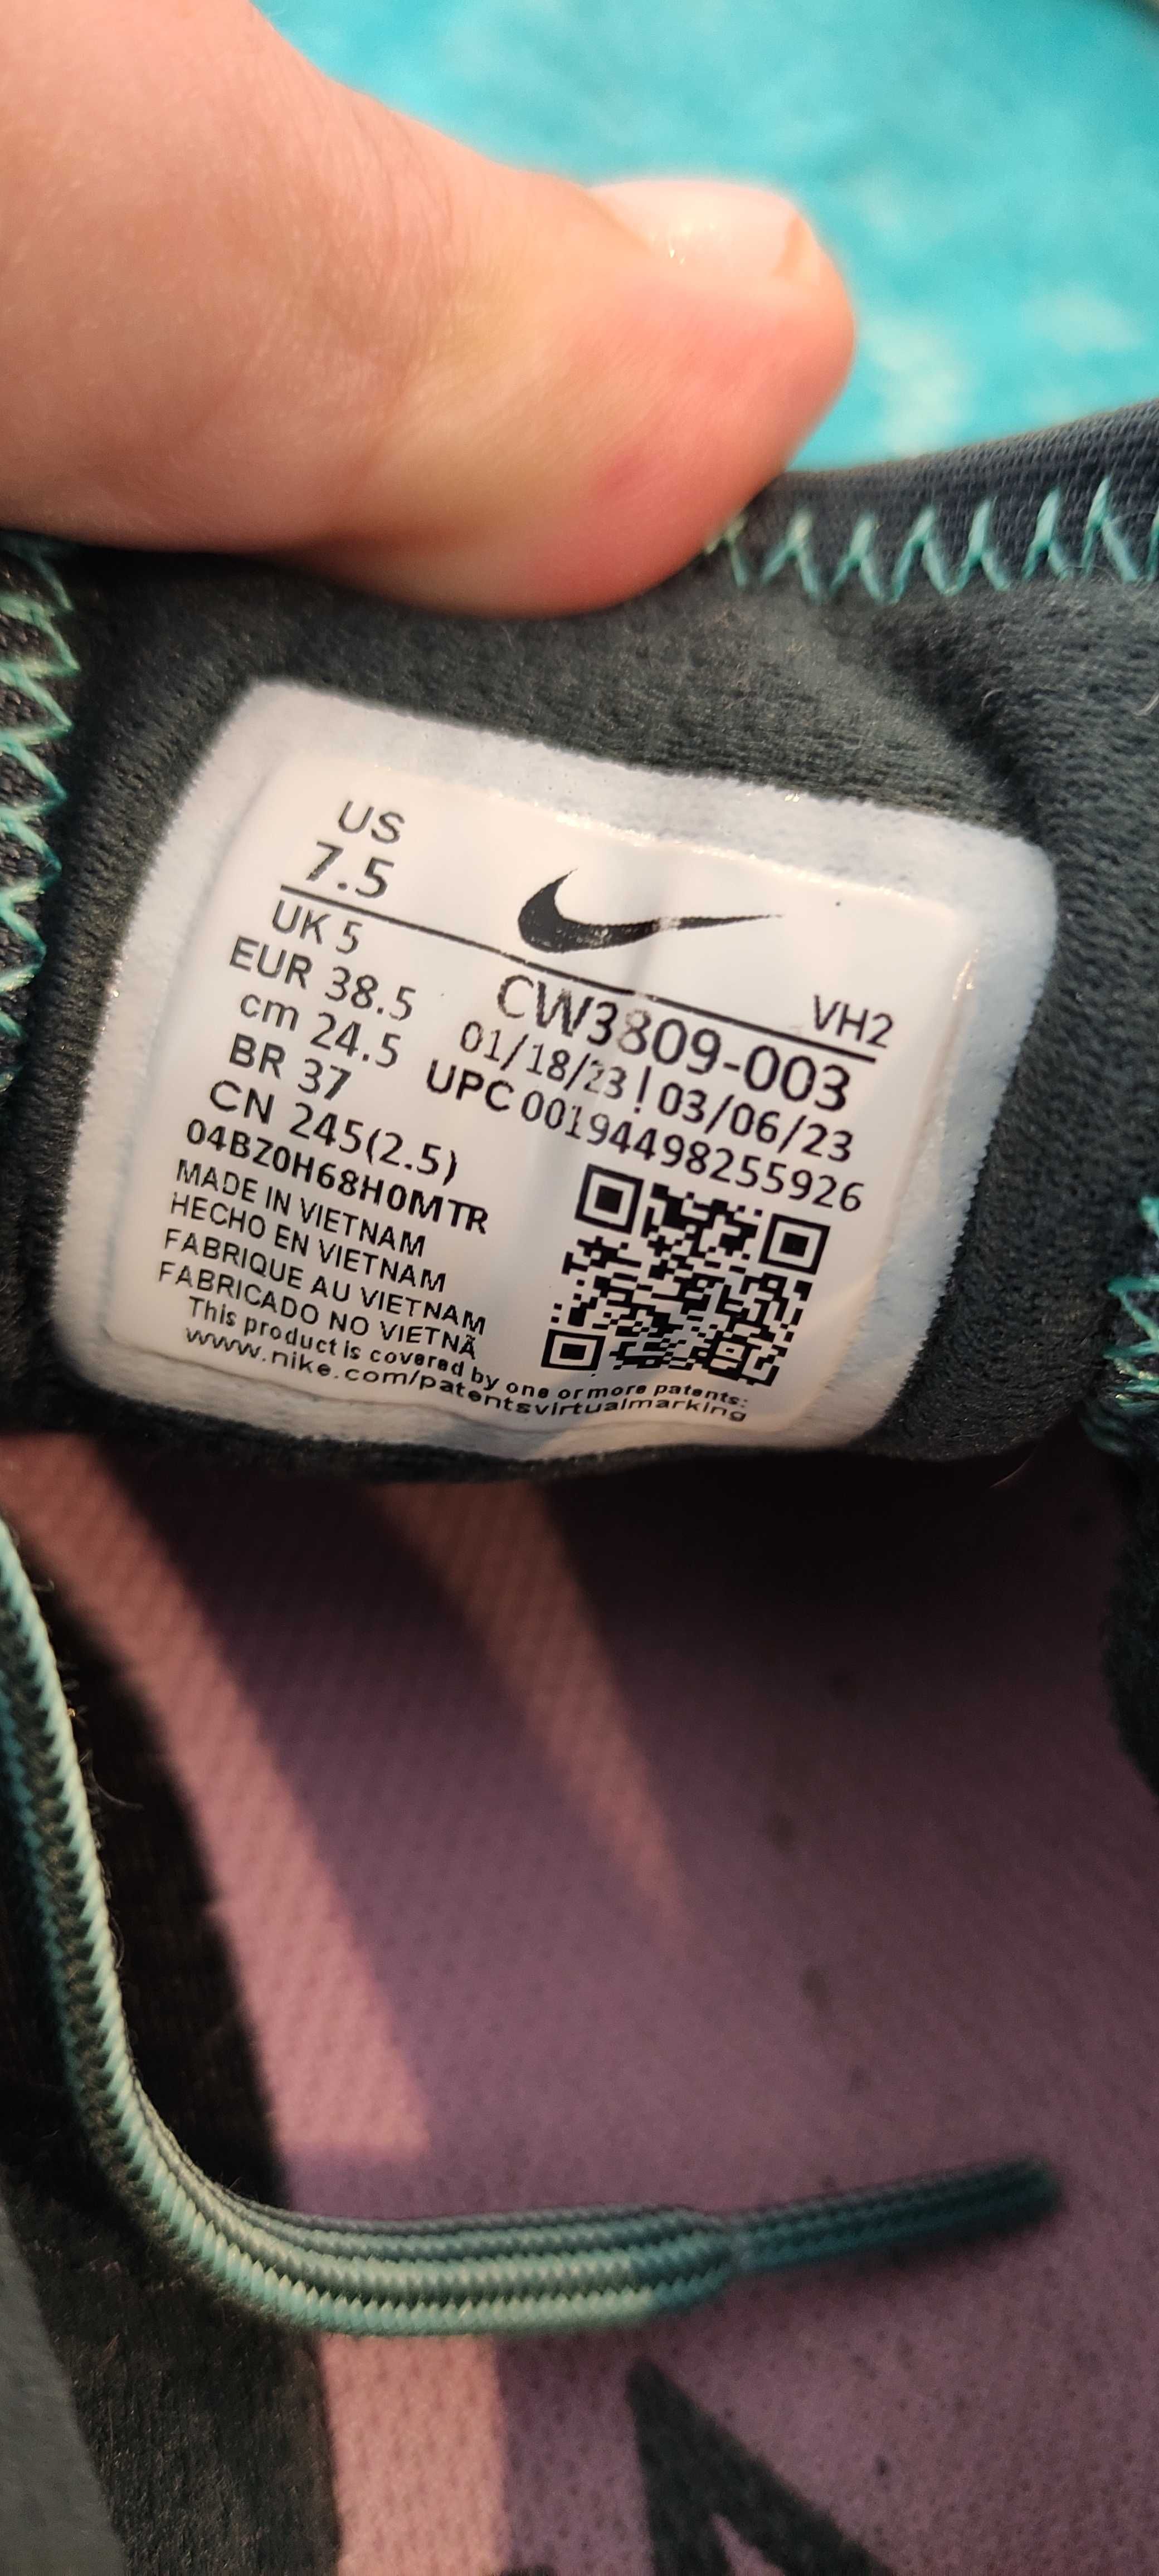 US
7.5
VH2
UK 5
EUR 38.5
cm 24.5
BR 37
CN 245(2.5)
CW3809-003
01/18/23 ! 03/06/23
UPC 00194498255926
04BZ0H68H0MTR
MADE IN VIETNAM
HECHO EN VIETNAM
FABRIQUE AU VIETNAM
FABRICADO NO VIETNÃ
This product is covered by one or more patents:
www.nike.com/patentsvirtualmarking